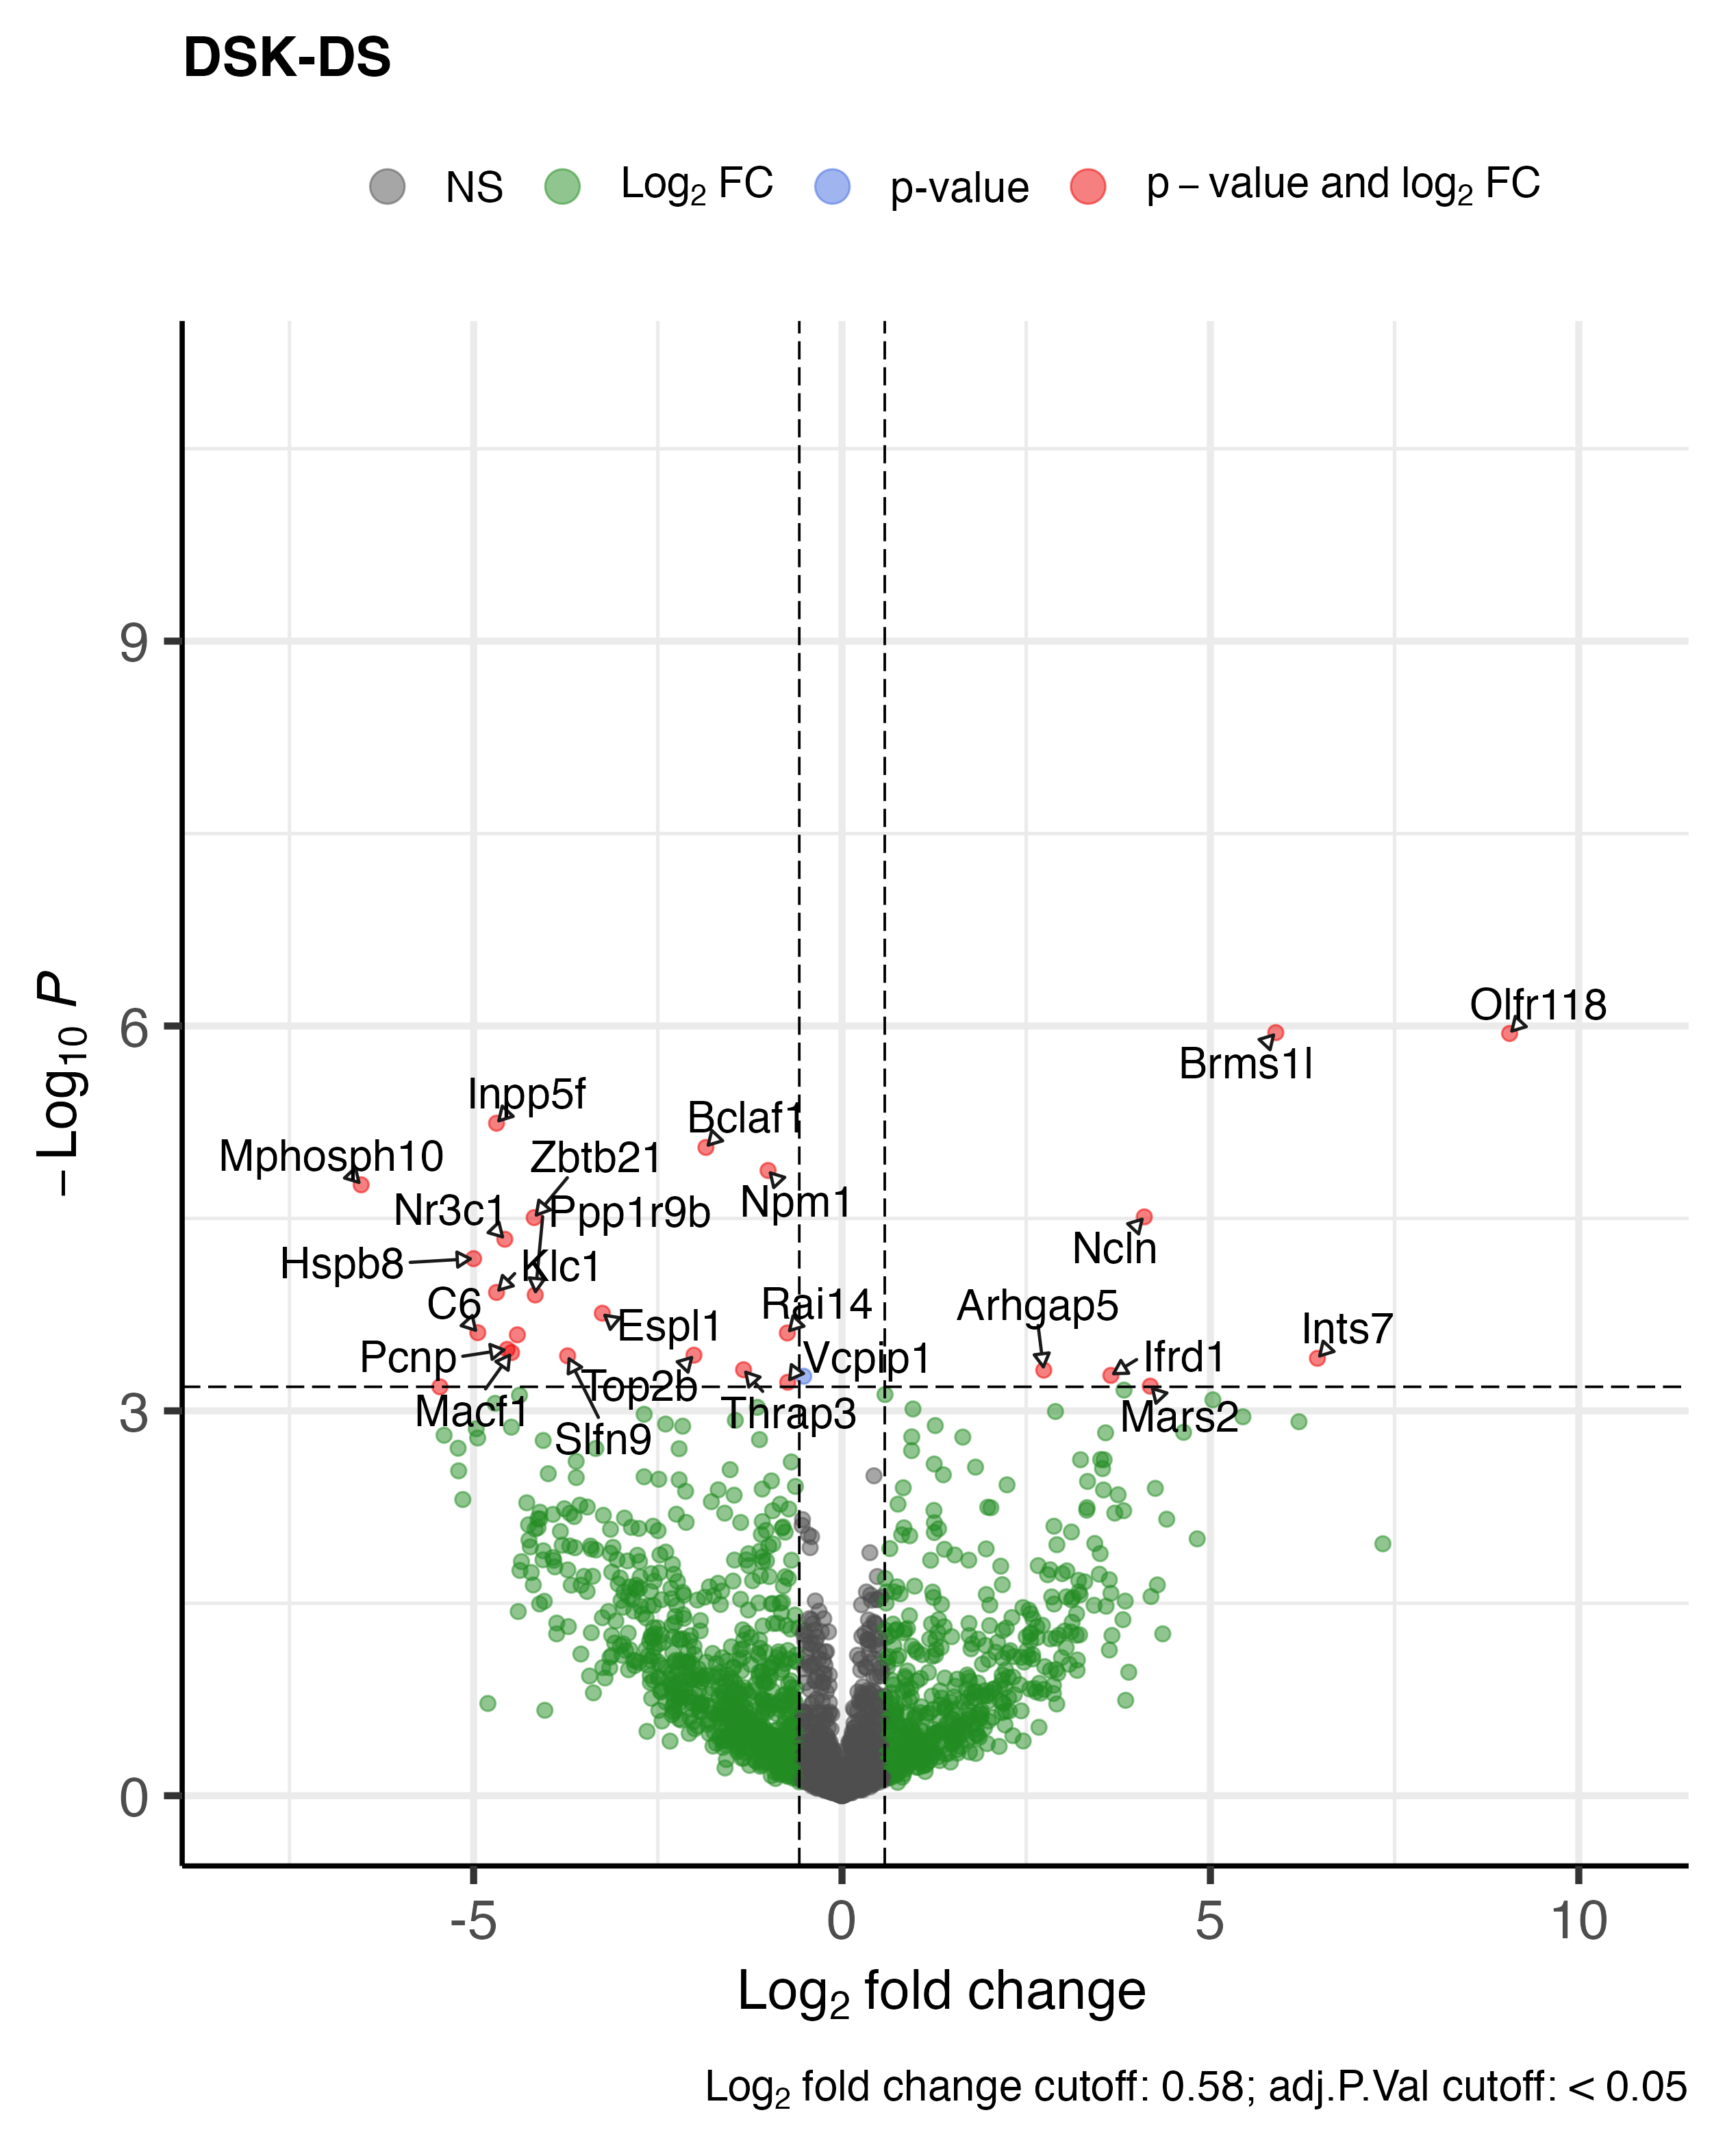 DSK-DS
NS Log₂ FC p-value p − value and log₂ FC
− Log₁₀ P
9
6
3
0
Olfr118
Brms1l
Inpp5f
Bclaf1
Mphosph10
Zbtb21
Npm1
Nr3c1
Ppp1r9b
Ncln
Hspb8
Klc1
C6
Rai14
Arhgap5
Espl1
Ints7
Pcnp
Vcpip1
Ifrd1
Top2b
Macf1
Thrap3
Mars2
Slfn9
-5 0 5 10
Log₂ fold change
Log₂ fold change cutoff: 0.58; adj.P.Val cutoff: < 0.05